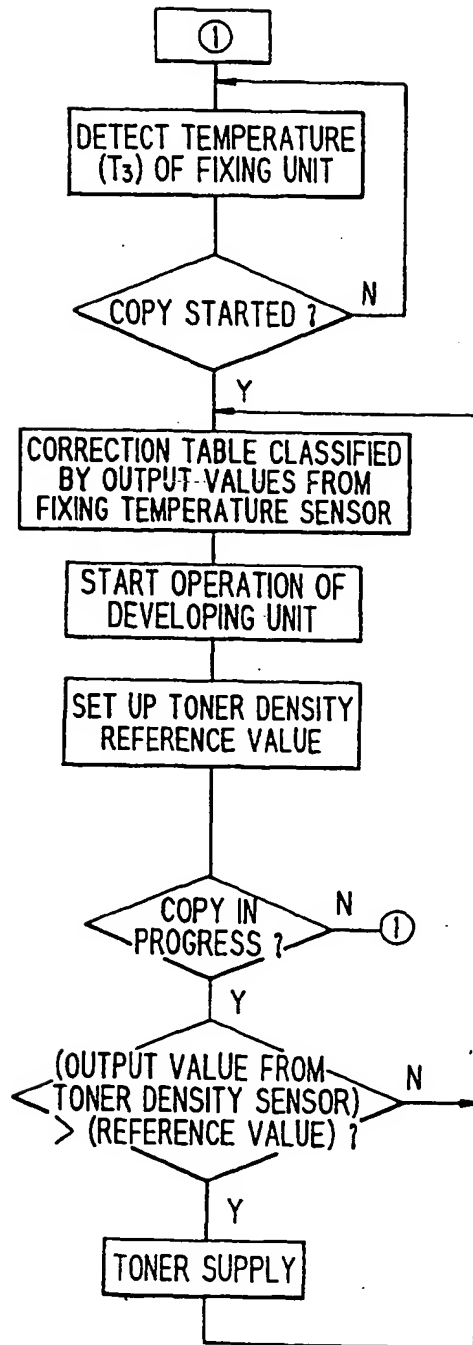 ①
DETECT TEMPERATURE
(T3) OF FIXING UNIT
COPY STARTED ?
N
Y
CORRECTION TABLE CLASSIFIED
BY OUTPUT VALUES FROM
FIXING TEMPERATURE SENSOR
START OPERATION OF
DEVELOPING UNIT
SET UP TONER DENSITY
REFERENCE VALUE
COPY IN
PROGRESS ?
N
①
Y
(OUTPUT VALUE FROM
TONER DENSITY SENSOR)
> (REFERENCE VALUE) ?
N
Y
TONER SUPPLY